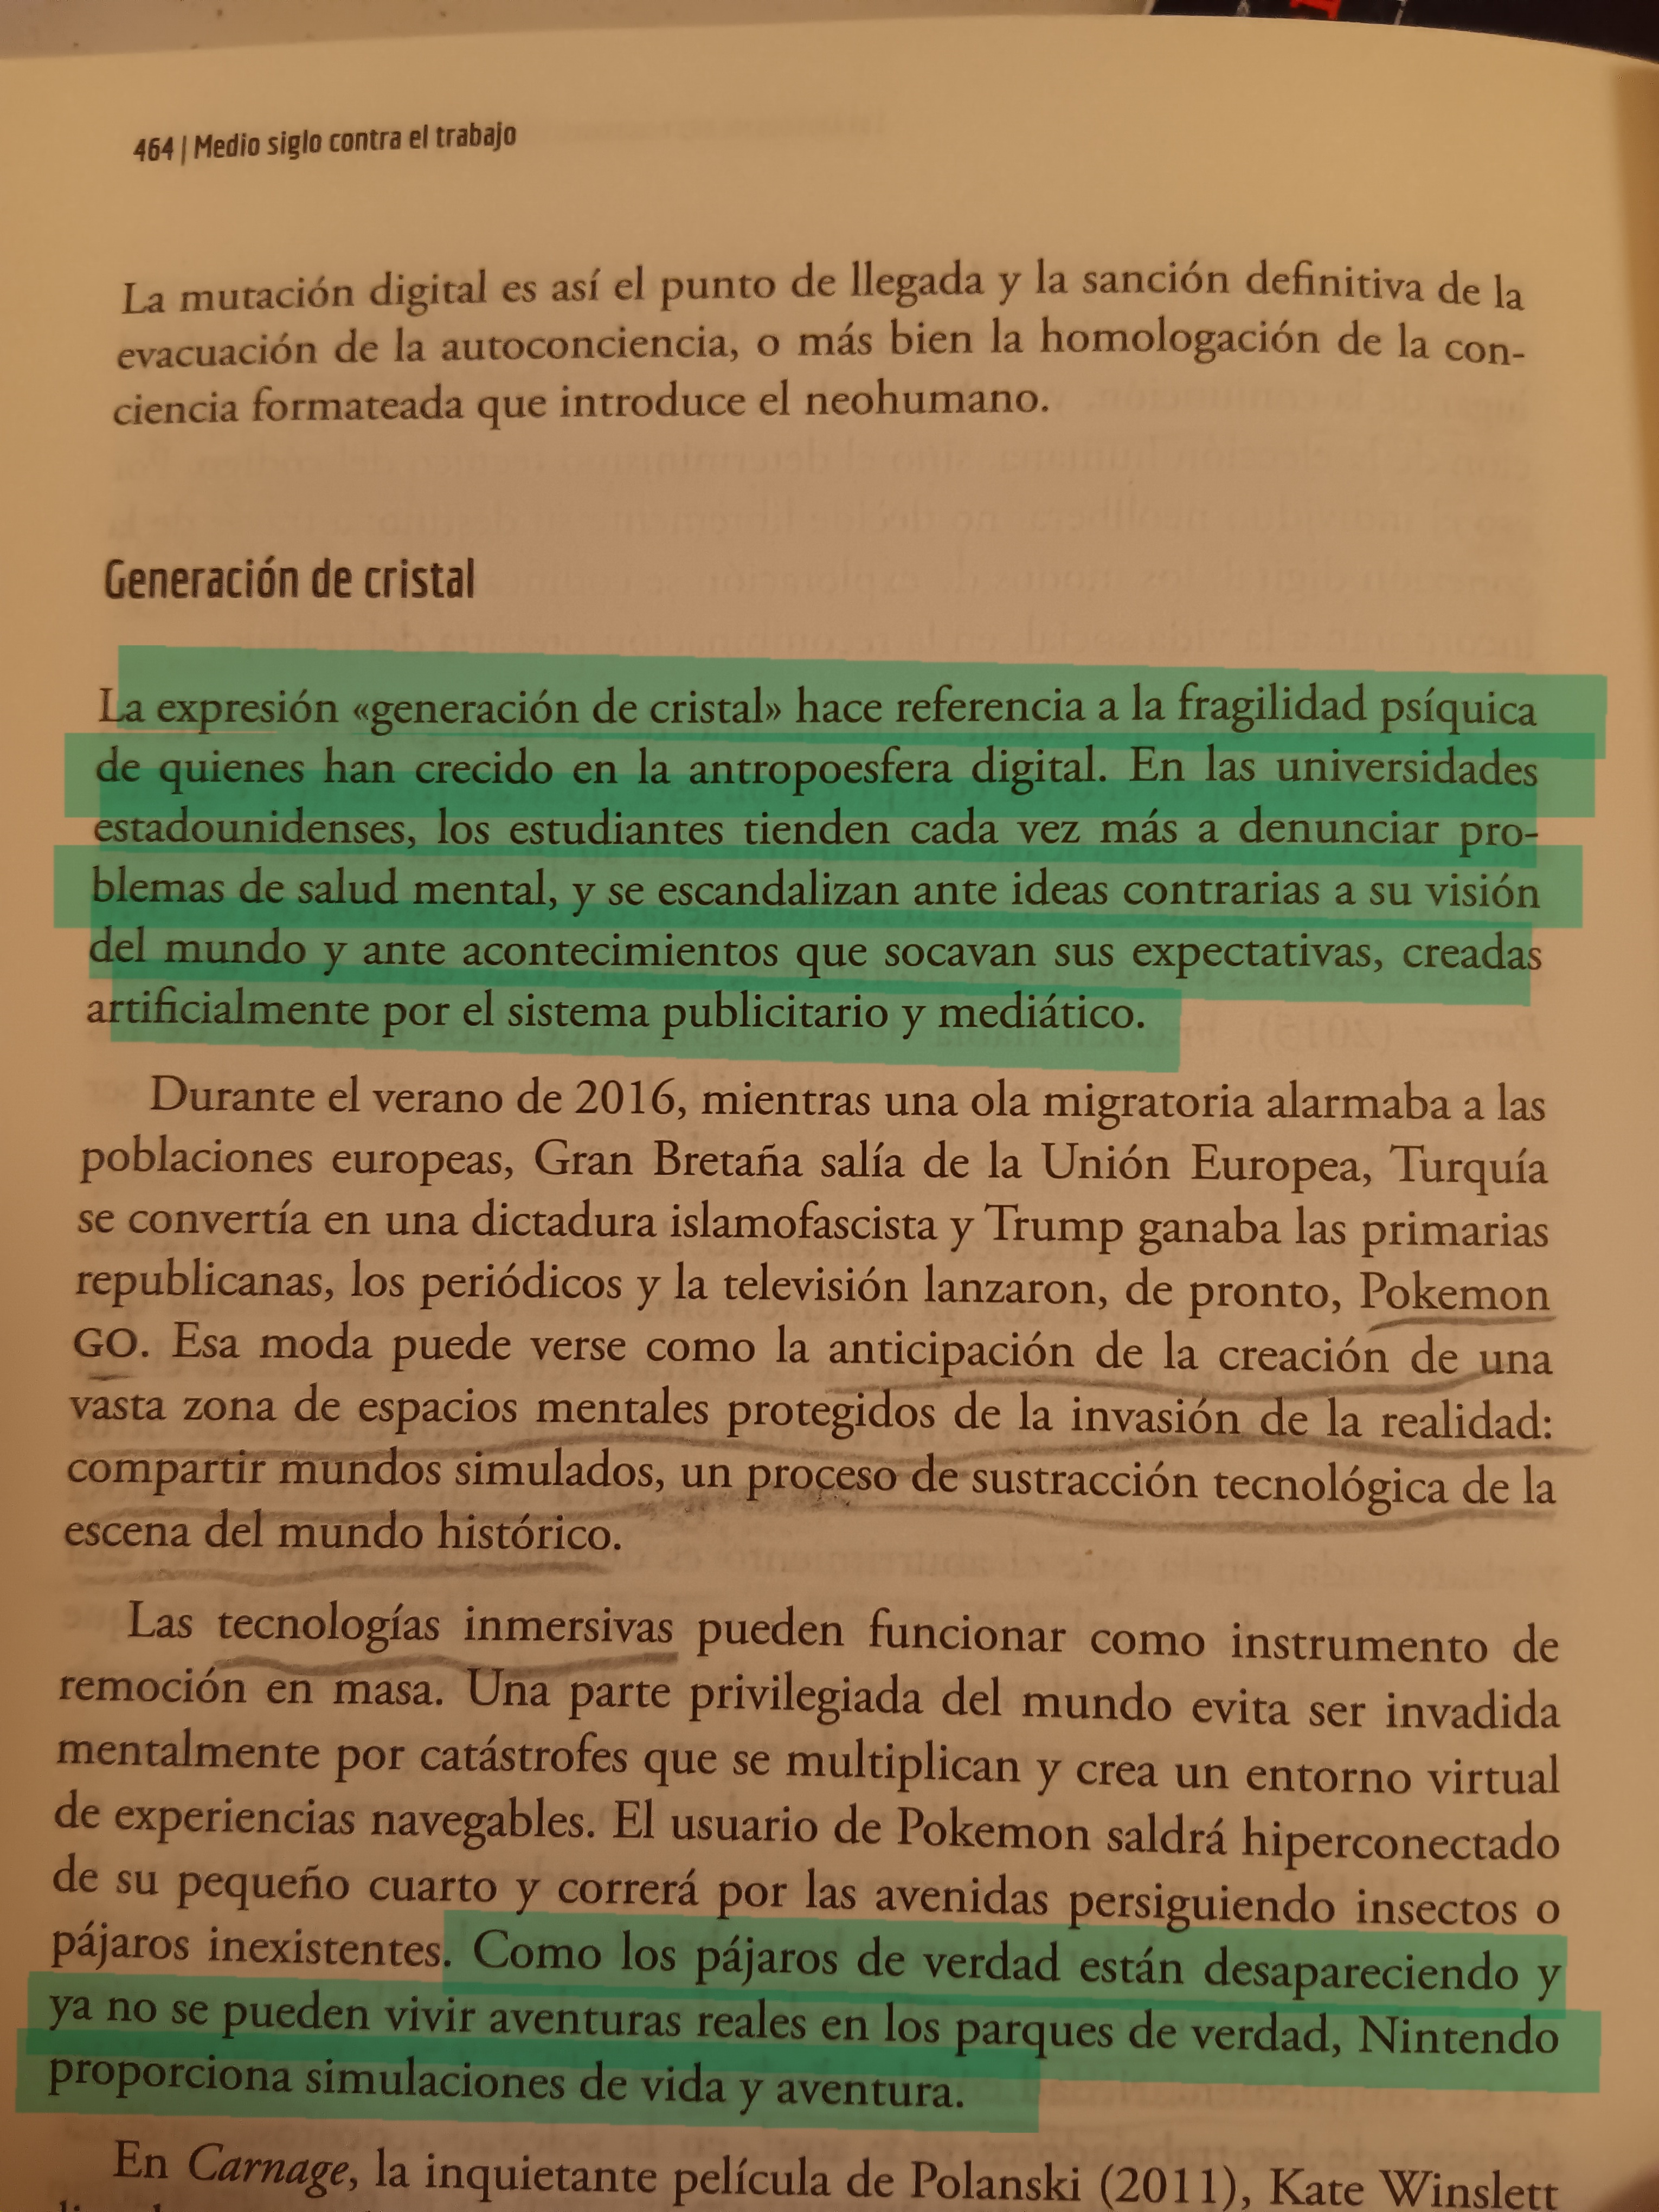 464 | Medio siglo contra el trabajo
La mutación digital es así el punto de llegada y la sanción definitiva de la
evacuación de la autoconciencia, o más bien la homologación de la con-
ciencia formateada que introduce el neohumano.
Generación de cristal
La expresión «generación de cristal» hace referencia a la fragilidad psíquica
de quienes han crecido en la antropoesfera digital. En las universidades
estadounidenses, los estudiantes tienden cada vez más a denunciar pro-
blemas de salud mental, y se escandalizan ante ideas contrarias a su visión
del mundo y ante acontecimientos que socavan sus expectativas, creadas
artificialmente por el sistema publicitario y mediático.
Durante el verano de 2016, mientras una ola migratoria alarmaba a las
poblaciones europeas, Gran Bretaña salía de la Unión Europea, Turquía
se convertía en una dictadura islamofascista y Trump ganaba las primarias
republicanas, los periódicos y la televisión lanzaron, de pronto, Pokemon
GO. Esa moda puede verse como la anticipación de la creación de una
vasta zona de espacios mentales protegidos de la invasión de la realidad:
compartir mundos simulados, un proceso de sustracción tecnológica de la
escena del mundo histórico.
Las tecnologías inmersivas pueden funcionar como instrumento de
remoción en masa. Una parte privilegiada del mundo evita ser invadida
mentalmente por catástrofes que se multiplican y crea un entorno virtual
de experiencias navegables. El usuario de Pokemon saldrá hiperconectado
de su pequeño cuarto y correrá por las avenidas persiguiendo insectos o
pájaros inexistentes. Como los pájaros de verdad están desapareciendo y
ya no se pueden vivir aventuras reales en los parques de verdad, Nintendo
proporciona simulaciones de vida y aventura.
En Carnage, la inquietante película de Polanski (2011), Kate Winslett